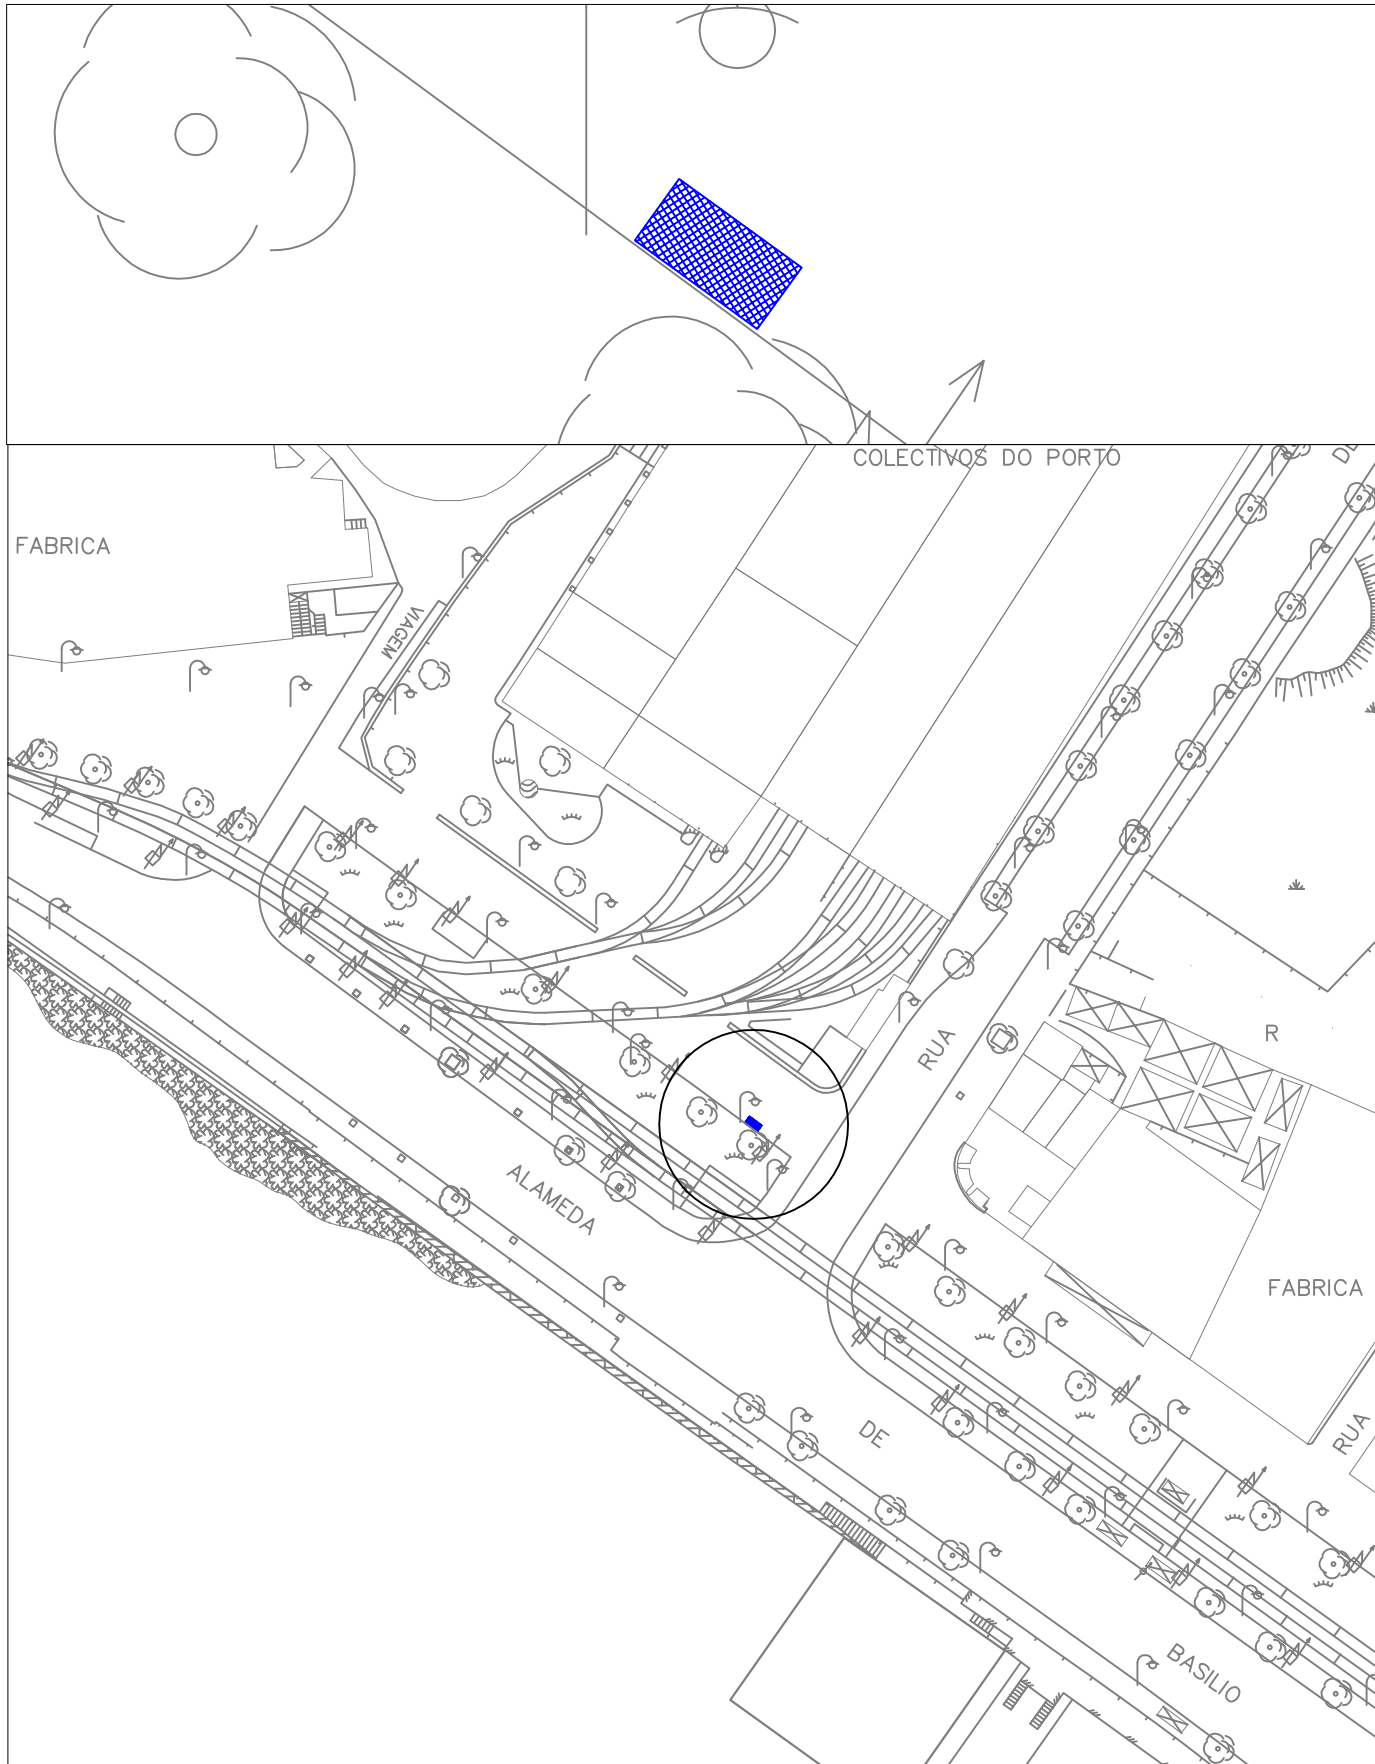 COLECTIVOS DO PORTO
FABRICA
VIAGEM
RUA
R
ALAMEDA
FABRICA
DE
RUA
BASILIO